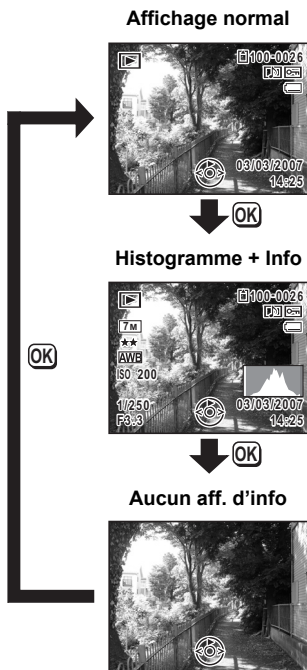 Affichage normal
100-0026
03/03/2007
14:25
OK
Histogramme + Info
100-0026
7M
AWB
ISO 200
1/250
F3.3
03/03/2007
14:25
OK
OK
Aucun aff. d'info